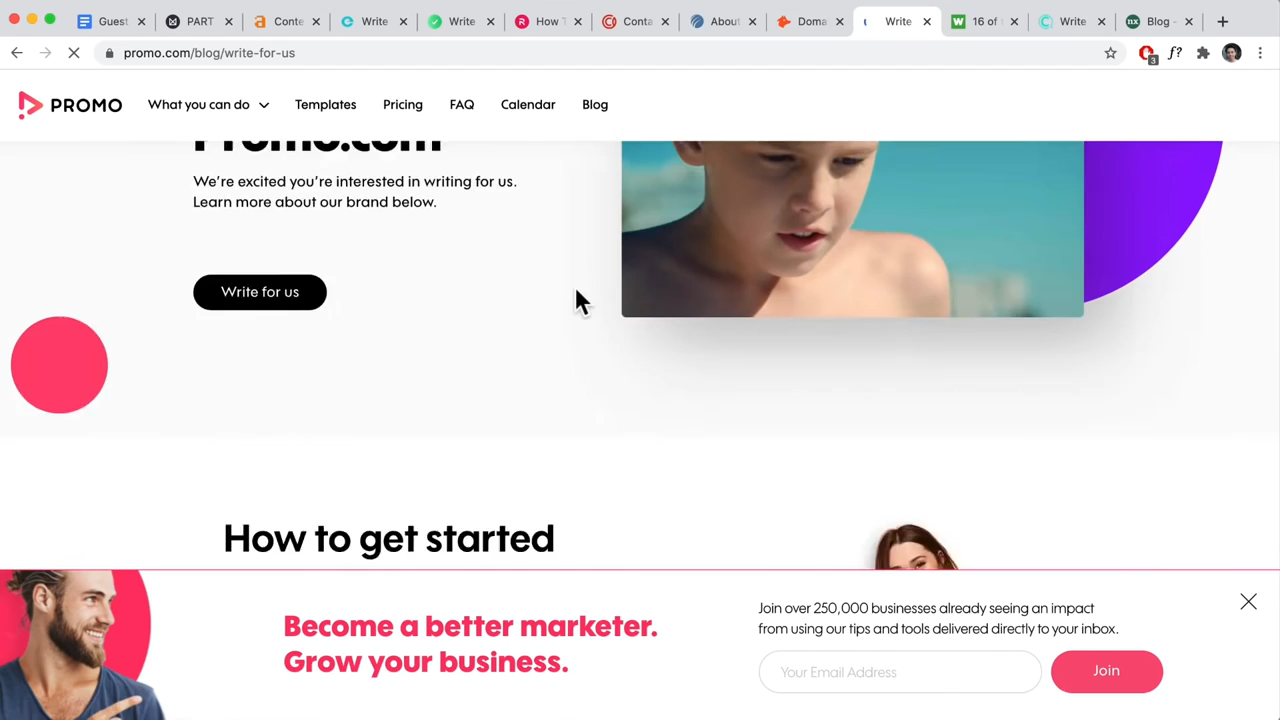 Guest
PART
Conte
Write
Write
How T
Conta
About
Doma
Write
16 of
Write
Blog –
promo.com/blog/write-for-us
f?
3
PROMO
What you can do
Templates
Pricing
FAQ
Calendar
Blog
Promo.com
We're excited you're interested in writing for us.
Learn more about our brand below.
Write for us
How to get started
Become a better marketer.
Grow your business.
Join over 250,000 businesses already seeing an impact
from using our tips and tools delivered directly to your inbox.
Your Email Address
Join